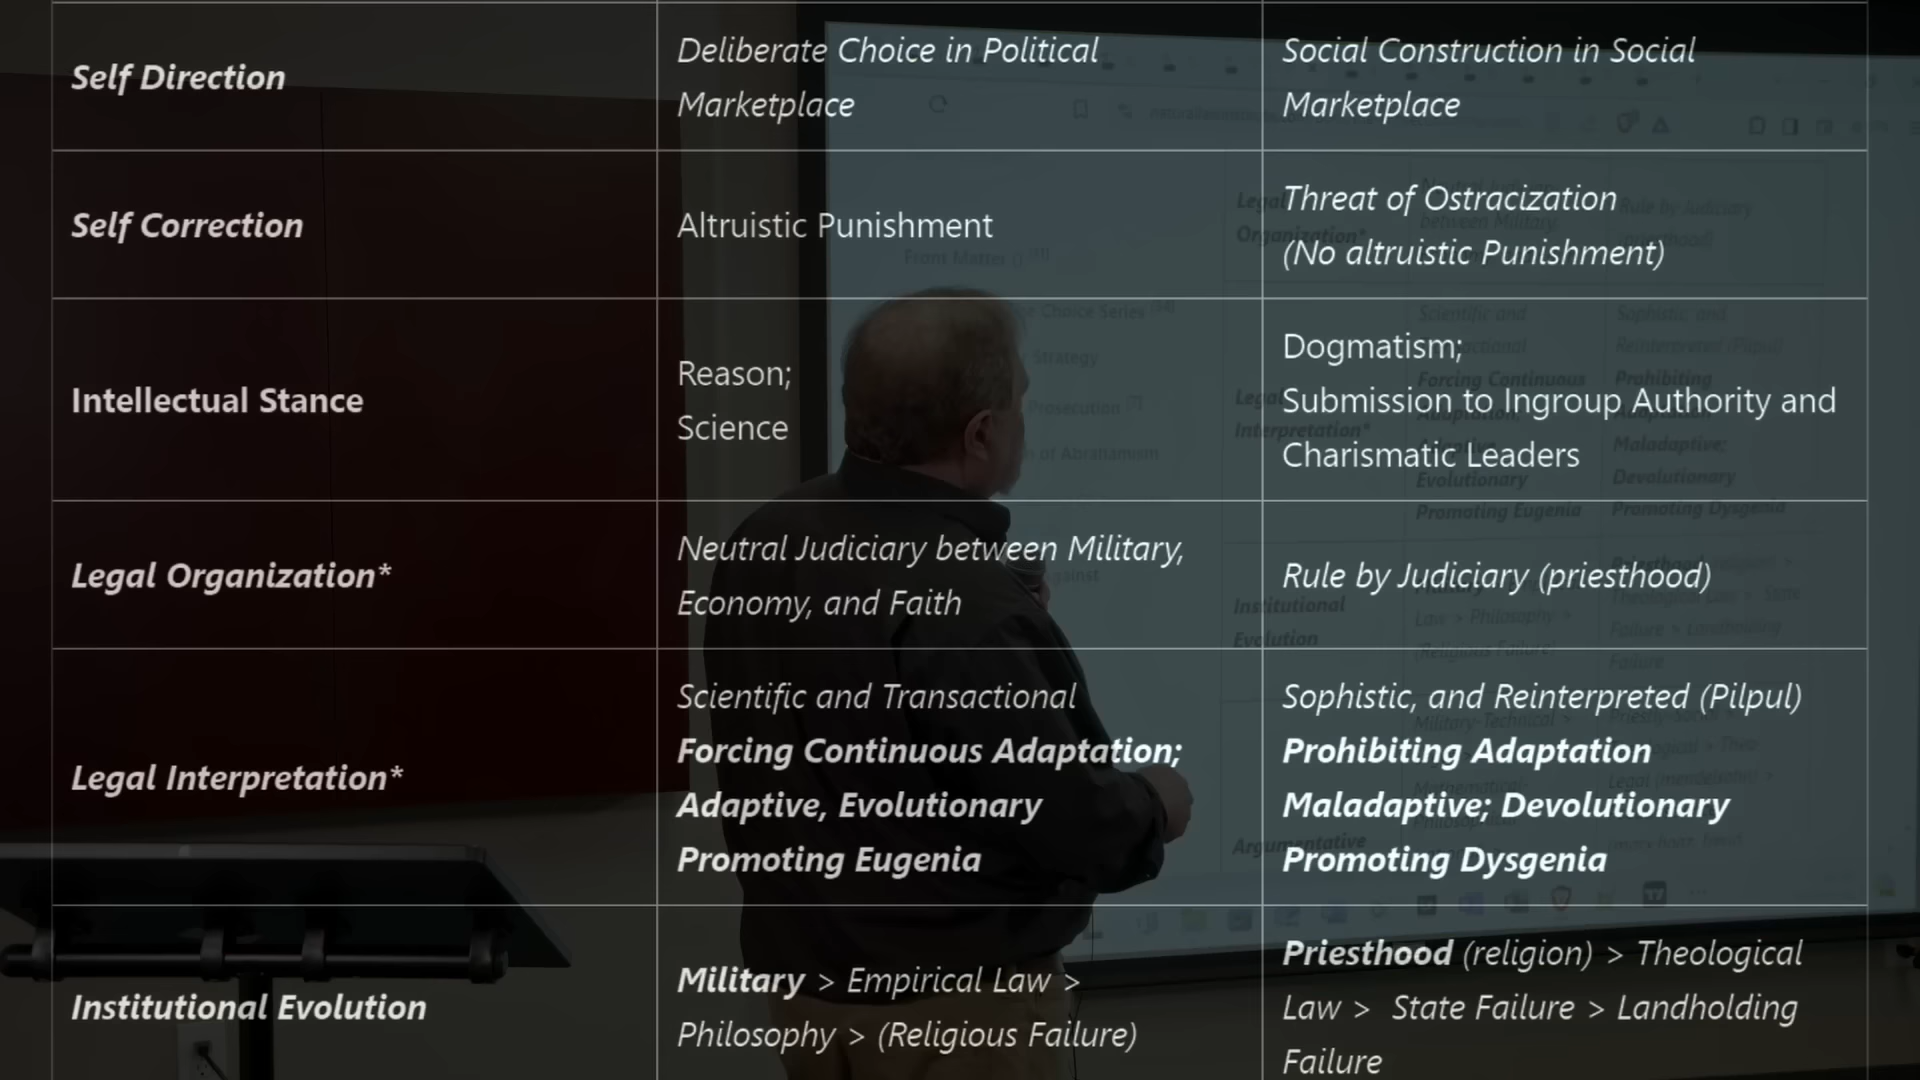 Self Direction
Deliberate Choice in Political
Marketplace
Social Construction in Social
Marketplace
Self Correction
Altruistic Punishment
Threat of Ostracization
(No altruistic Punishment)
Intellectual Stance
Reason;
Science
Dogmatism;
Submission to Ingroup Authority and
Charismatic Leaders
Legal Organization*
Neutral Judiciary between Military,
Economy, and Faith
Rule by Judiciary (priesthood)
Legal Interpretation*
Scientific and Transactional
Forcing Continuous Adaptation;
Adaptive, Evolutionary
Promoting Eugenia
Sophistic, and Reinterpreted (Pilpul)
Prohibiting Adaptation
Maladaptive; Devolutionary
Promoting Dysgenia
Institutional Evolution
Military > Empirical Law >
Philosophy > (Religious Failure)
Priesthood (religion) > Theological
Law >  State Failure > Landholding
Failure